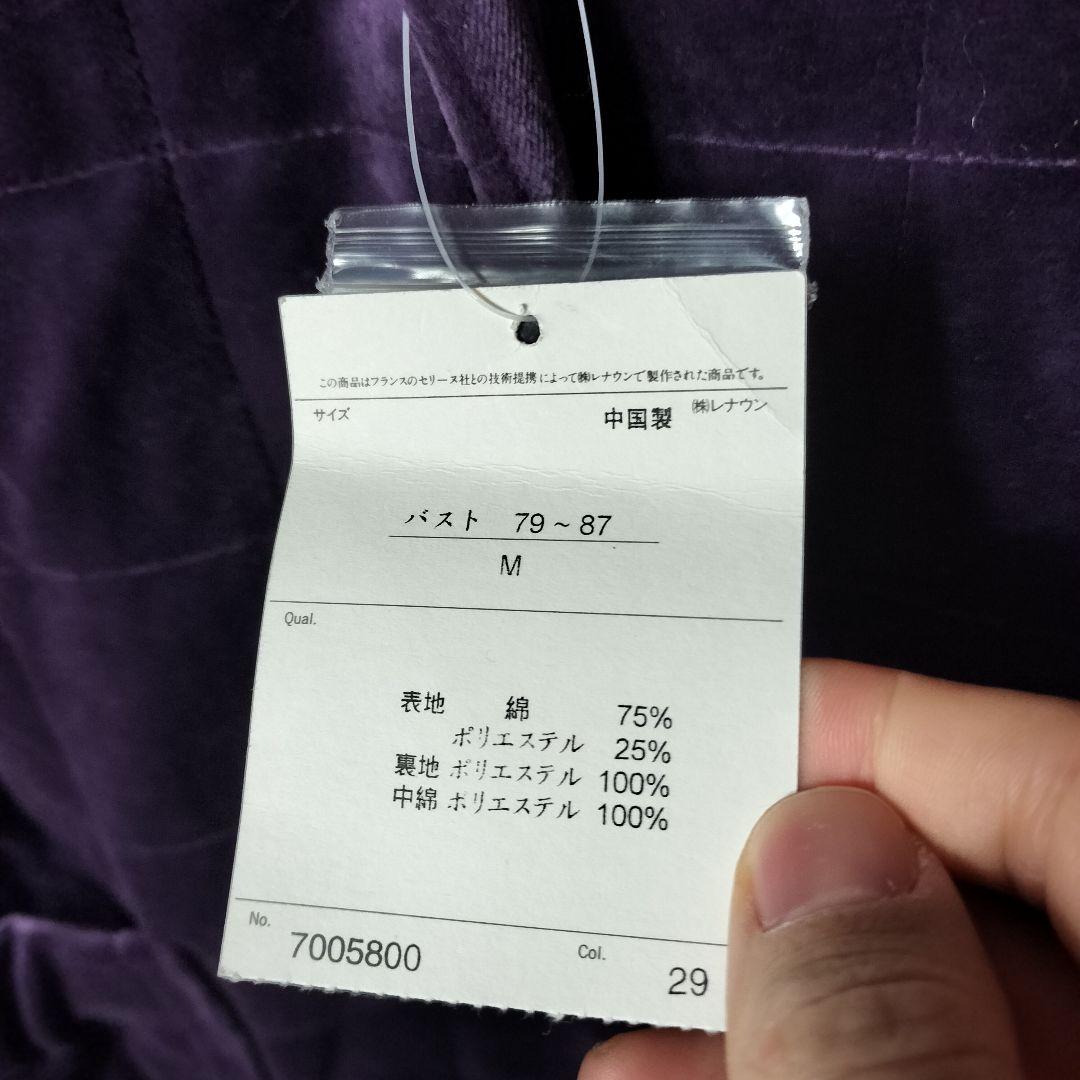 この商品はフランスのセリーヌ社との技術提携によって㈱レナウンで製作された商品です。
サイズ 中国製 ㈱レナウン
バスト 79~87
M
Qual.
表地 綿 75%
ポリエステル 25%
裏地 ポリエステル 100%
中綿 ポリエステル 100%
No. 7005800 Col. 29